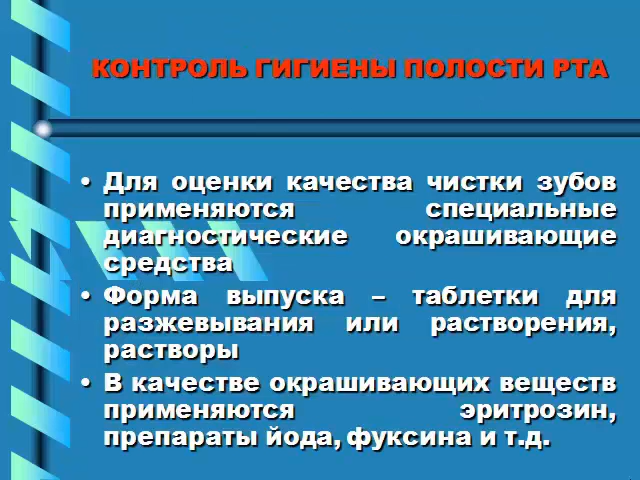 КОНТРОЛЬ ГИГИЕНЫ ПОЛОСТИ РТА
• Для оценки качества чистки зубов
применяются специальные
диагностические окрашивающие
средства
• Форма выпуска – таблетки для
разжевывания или растворения,
растворы
• В качестве окрашивающих веществ
применяются эритрозин,
препараты йода, фуксина и т.д.